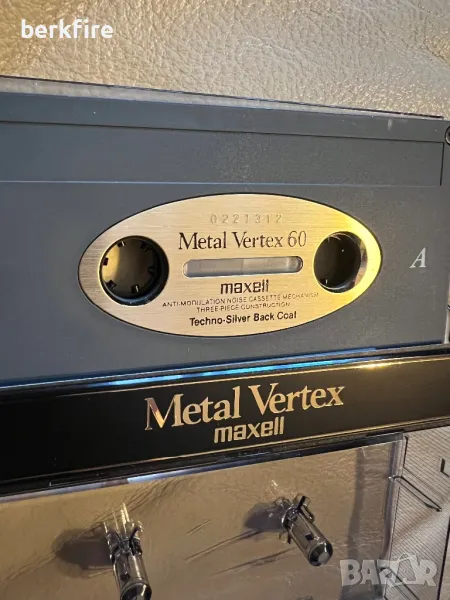 berkfire
0221312
Metal Vertex 60
maxell
ANTI-MODULATION NOISE CASSETTE MECHANISM
THREE-PIECE CONSTRUCTION
Techno-Silver Back Coat
A
Metal Vertex
maxell
BAZAR